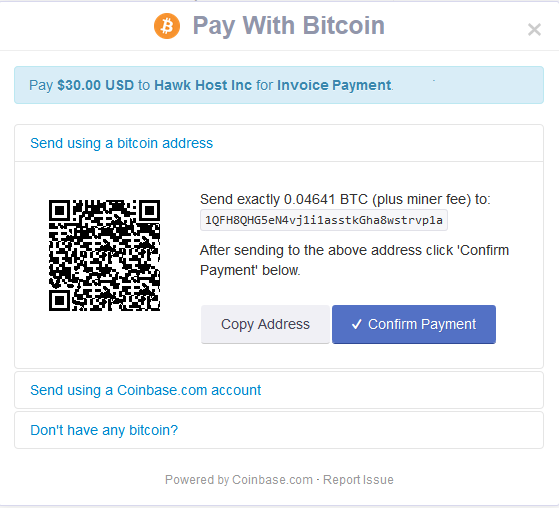 Pay With Bitcoin
Pay $30.00 USD to Hawk Host Inc for Invoice Payment.
Send using a bitcoin address
Send exactly 0.04641 BTC (plus miner fee) to:
1QFH8QHG5eN4vj1i1asstkGha8wstrvp1a
After sending to the above address click 'Confirm
Payment' below.
Copy Address
✓ Confirm Payment
Send using a Coinbase.com account
Don't have any bitcoin?
Powered by Coinbase.com · Report Issue